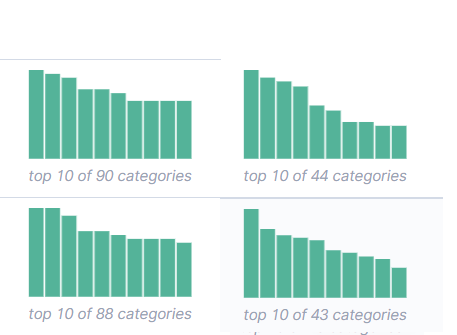 top 10 of 90 categories
top 10 of 44 categories
top 10 of 88 categories
top 10 of 43 categories